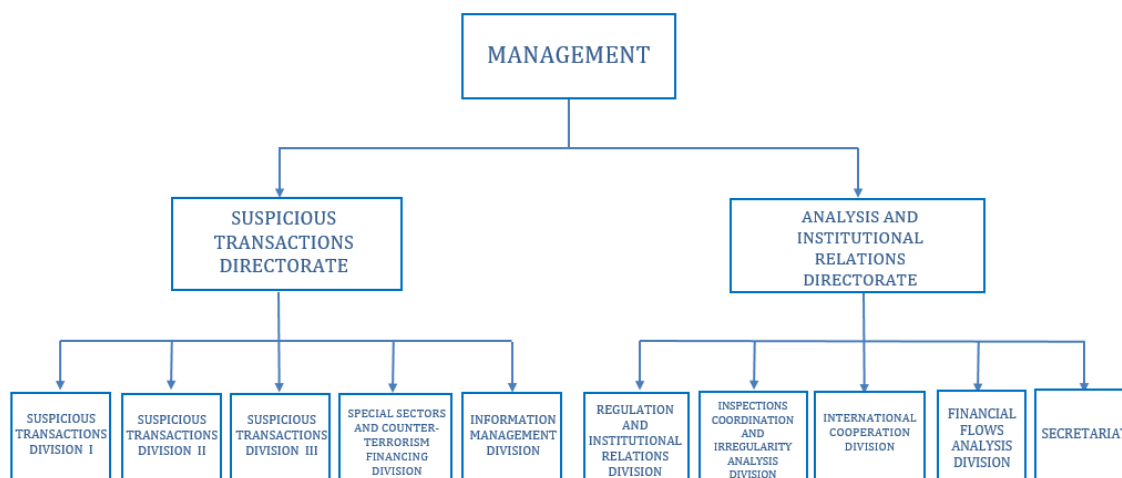 MANAGEMENT
SUSPICIOUS
TRANSACTIONS
DIRECTORATE
ANALYSIS AND
INSTITUTIONAL
RELATIONS
DIRECTORATE
SUSPICIOUS
TRANSACTIONS
DIVISION I
SUSPICIOUS
TRANSACTIONS
DIVISION II
SUSPICIOUS
TRANSACTIONS
DIVISION III
SPECIAL SECTORS
AND COUNTER-
TERRORISM
FINANCING
DIVISION
INFORMATION
MANAGEMENT
DIVISION
REGULATION
AND
INSTITUTIONAL
RELATIONS
DIVISION
INSPECTIONS
COORDINATION
AND
IRREGULARITY
ANALYSIS
DIVISION
INTERNATIONAL
COOPERATION
DIVISION
FINANCIAL
FLOWS
ANALYSIS
DIVISION
SECRETARIAT